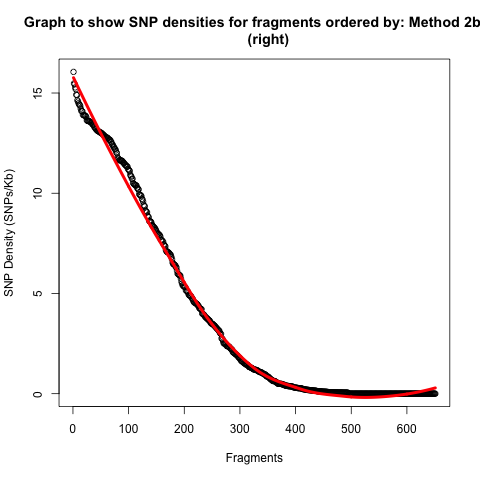 Graph to show SNP densities for fragments ordered by: Method 2b
(right)
15
10
5
0
SNP Density (SNPs/Kb)
0 100 200 300 400 500 600
Fragments